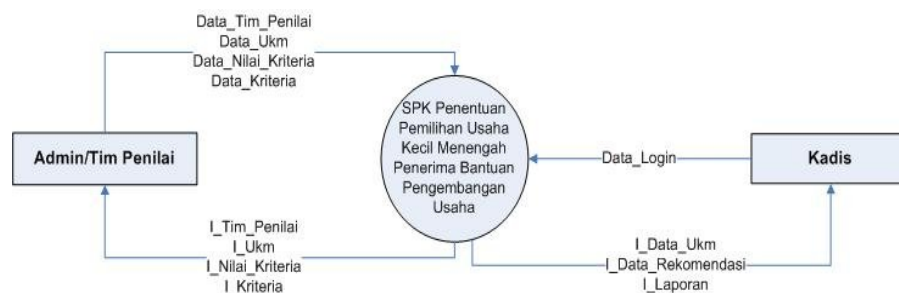 Data_Tim_Penilai
Data_Ukm
Data_Nilai_Kriteria
Data_Kriteria
Admin/Tim Penilai
SPK Penentuan
Pemilihan Usaha
Kecil Menengah
Penerima Bantuan
Pengembangan
Usaha
Data_Login
Kadis
I_Tim_Penilai
I_Ukm
I_Nilai_Kriteria
I_Kriteria
I_Data_Ukm
I_Data_Rekomendasi
I_Laporan